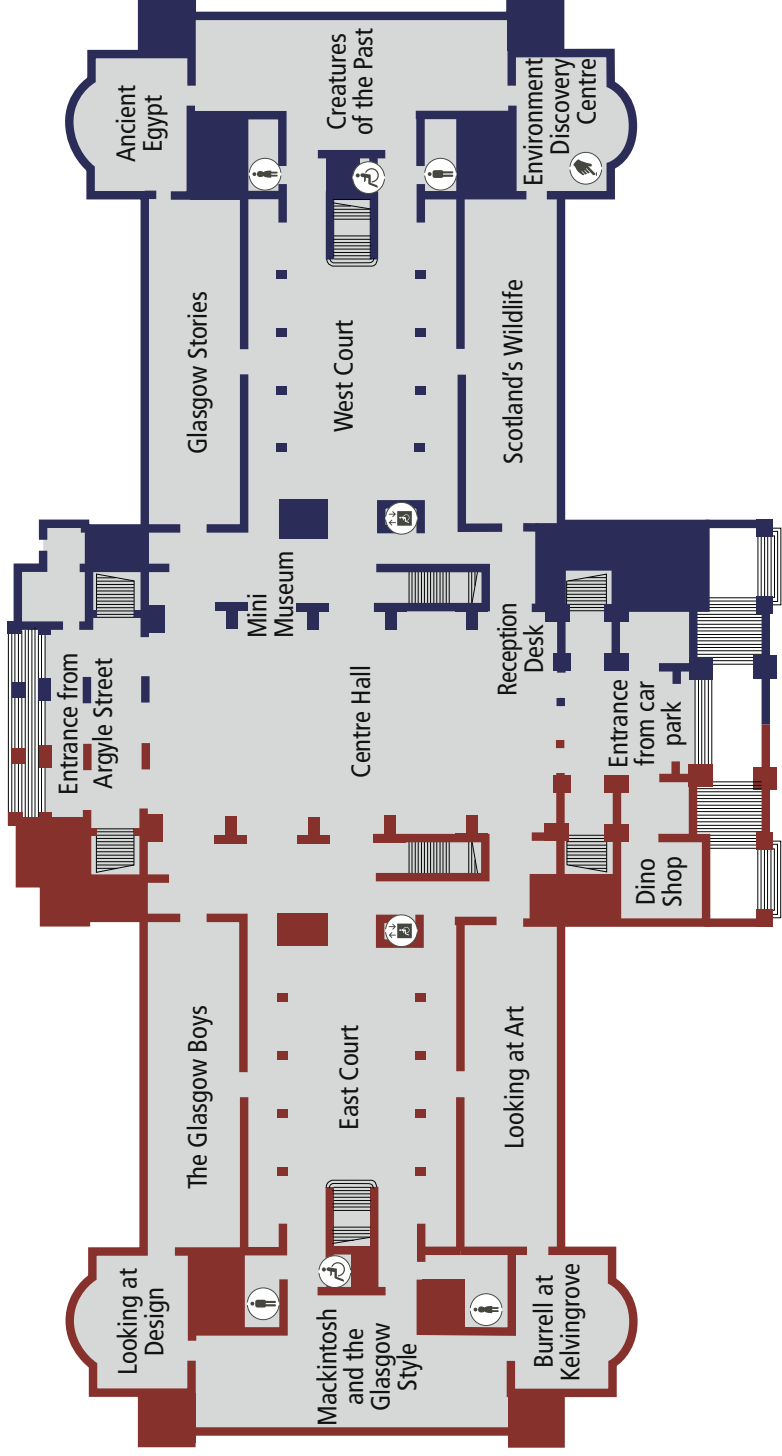 Ancient
Egypt
Creatures
of the Past
Environment
Discovery
Centre
Glasgow Stories
West Court
Scotland's Wildlife
Mini
Museum
Reception
Desk
Entrance from
Argyle Street
Centre Hall
Entrance
from car
park
Dino
Shop
The Glasgow Boys
East Court
Looking at Art
Looking at
Design
Mackintosh
and the
Glasgow
Style
Burrell at
Kelvingrove